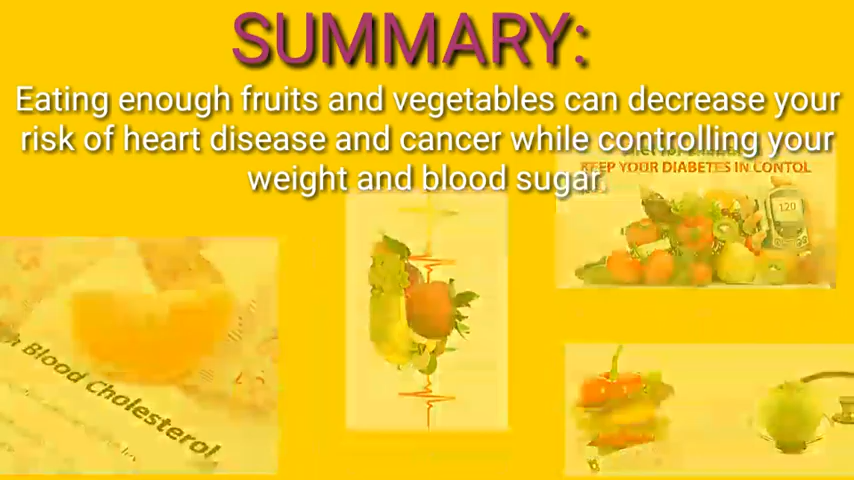 SUMMARY:
Eating enough fruits and vegetables can decrease your
risk of heart disease and cancer while controlling your
weight and blood sugar.
KEEP YOUR DIABETES IN CONTOL
120
Blood Cholesterol